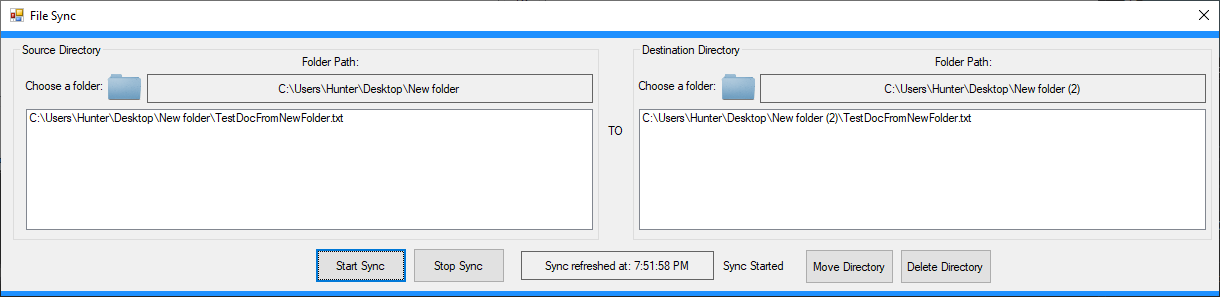 File Sync
Source Directory
Folder Path:
Choose a folder:
C:\Users\Hunter\Desktop\New folder
C:\Users\Hunter\Desktop\New folder\TestDocFromNewFolder.txt
TO
Destination Directory
Folder Path:
Choose a folder:
C:\Users\Hunter\Desktop\New folder (2)
C:\Users\Hunter\Desktop\New folder (2)\TestDocFromNewFolder.txt
Start Sync
Stop Sync
Sync refreshed at: 7:51:58 PM
Sync Started
Move Directory
Delete Directory